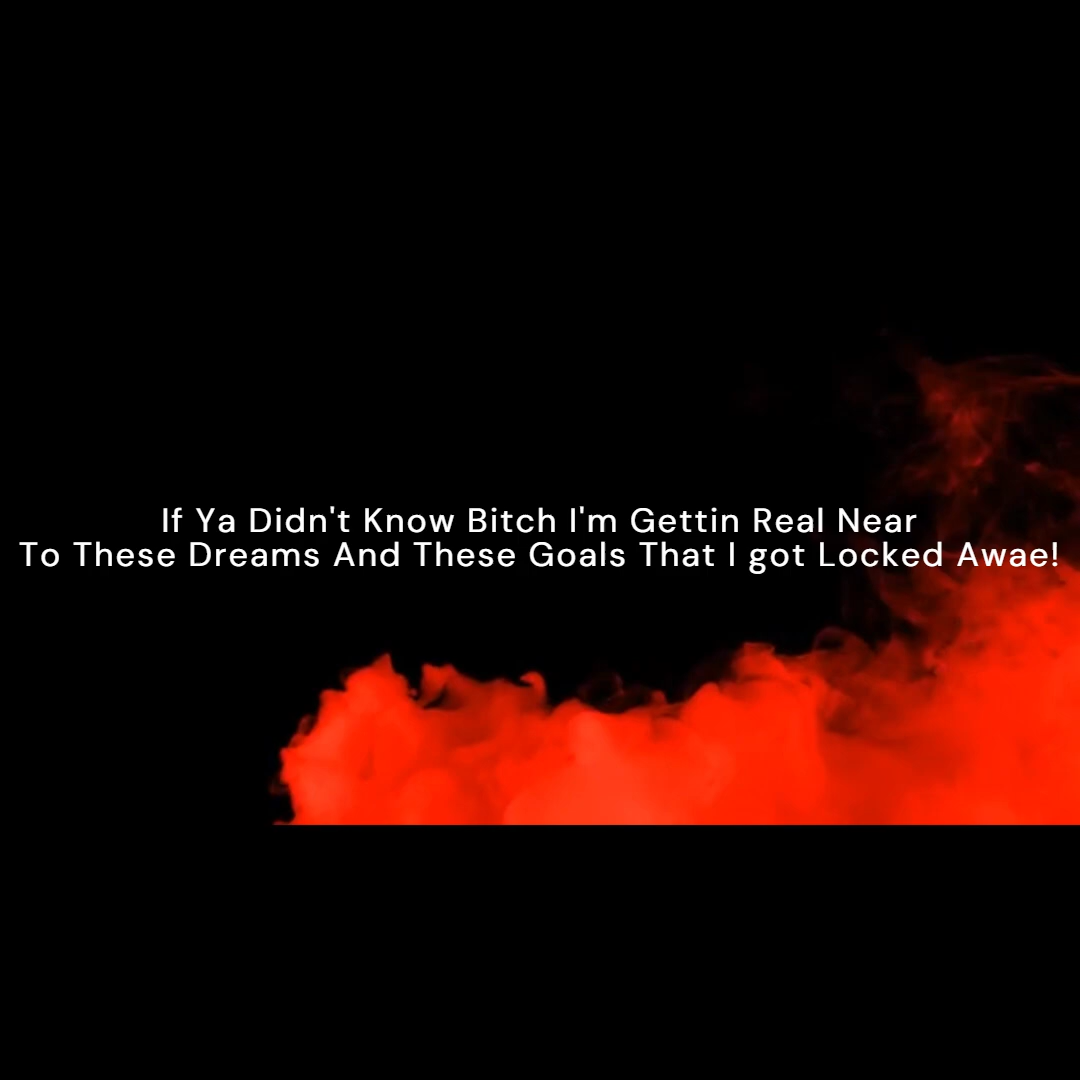 If Ya Didn't Know Bitch I'm Gettin Real Near
To These Dreams And These Goals That I got Locked Awae!